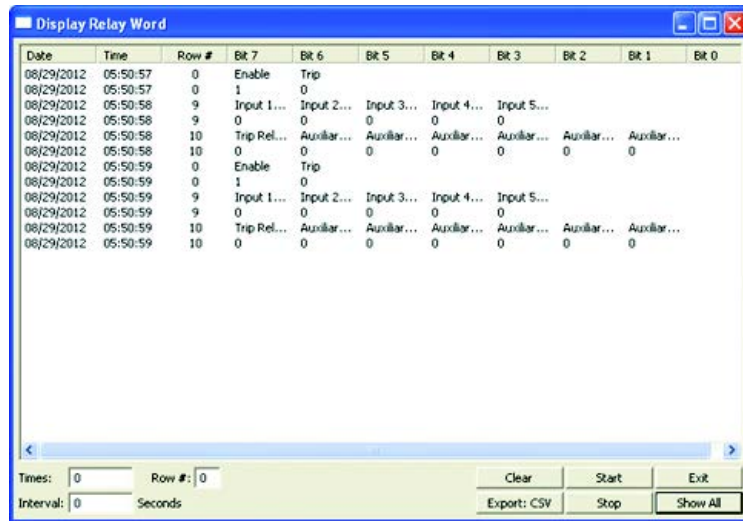 Display Relay Word
Date Time Row # Bit 7 Bit 6 Bit 5 Bit 4 Bit 3 Bit 2 Bit 1 Bit 0
08/29/2012 05:50:57 0 Enable Trip
08/29/2012 05:50:57 0 1 0
08/29/2012 05:50:58 9 Input 1... Input 2... Input 3... Input 4... Input 5...
08/29/2012 05:50:58 9 0 0 0 0 0
08/29/2012 05:50:58 10 Trip Rel... Auxiliar... Auxiliar... Auxiliar... Auxiliar... Auxiliar... Auxiliar...
08/29/2012 05:50:58 10 0 0 0 0 0 0 0
08/29/2012 05:50:59 0 Enable Trip
08/29/2012 05:50:59 0 1 0
08/29/2012 05:50:59 9 Input 1... Input 2... Input 3... Input 4... Input 5...
08/29/2012 05:50:59 9 0 0 0 0 0
08/29/2012 05:50:59 10 Trip Rel... Auxiliar... Auxiliar... Auxiliar... Auxiliar... Auxiliar... Auxiliar...
08/29/2012 05:50:59 10 0 0 0 0 0 0 0
Times: 0 Row #: 0 Clear Start Exit
Interval: 0 Seconds Export: CSV Stop Show All